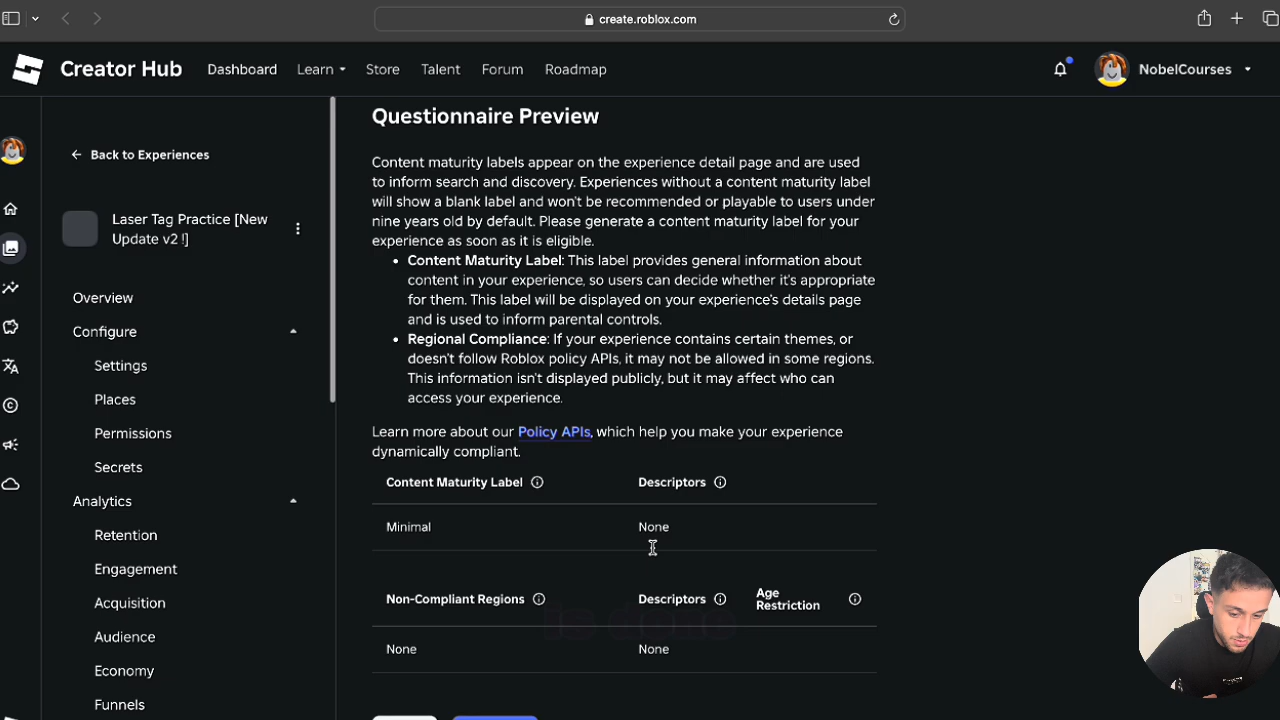 create.roblox.com
Creator Hub
Dashboard
Learn
Store
Talent
Forum
Roadmap
NobelCourses
Back to Experiences
Laser Tag Practice [New
Update v2 !]
Overview
Configure
Settings
Places
Permissions
Secrets
Analytics
Retention
Engagement
Acquisition
Audience
Economy
Funnels
Questionnaire Preview
Content maturity labels appear on the experience detail page and are used
to inform search and discovery. Experiences without a content maturity label
will show a blank label and won't be recommended or playable to users under
nine years old by default. Please generate a content maturity label for your
experience as soon as it is eligible.
• Content Maturity Label: This label provides general information about
content in your experience, so users can decide whether it's appropriate
for them. This label will be displayed on your experience's details page
and is used to inform parental controls.
• Regional Compliance: If your experience contains certain themes, or
doesn't follow Roblox policy APIs, it may not be allowed in some regions.
This information isn't displayed publicly, but it may affect who can
access your experience.
Learn more about our Policy APIs, which help you make your experience
dynamically compliant.
Content Maturity Label
Descriptors
Minimal
None
Non-Compliant Regions
Descriptors
Age
Restriction
is done
None
None